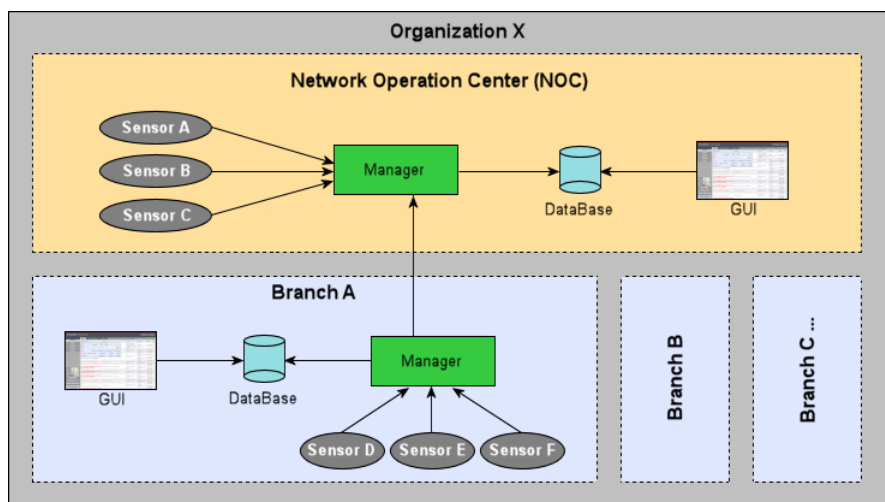 Organization X
Network Operation Center (NOC)
Sensor A
Sensor B
Sensor C
Manager
DataBase
GUI
Branch A
GUI
DataBase
Manager
Sensor D
Sensor E
Sensor F
Branch B
Branch C ...